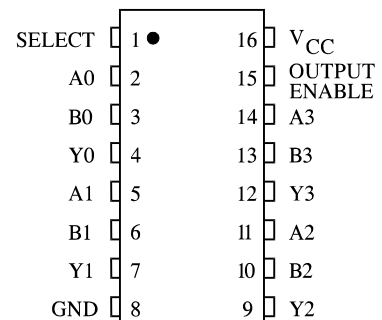 SELECT 1 16 VCC
A0 2 15 OUTPUT ENABLE
B0 3 14 A3
Y0 4 13 B3
A1 5 12 Y3
B1 6 11 A2
Y1 7 10 B2
GND 8 9 Y2